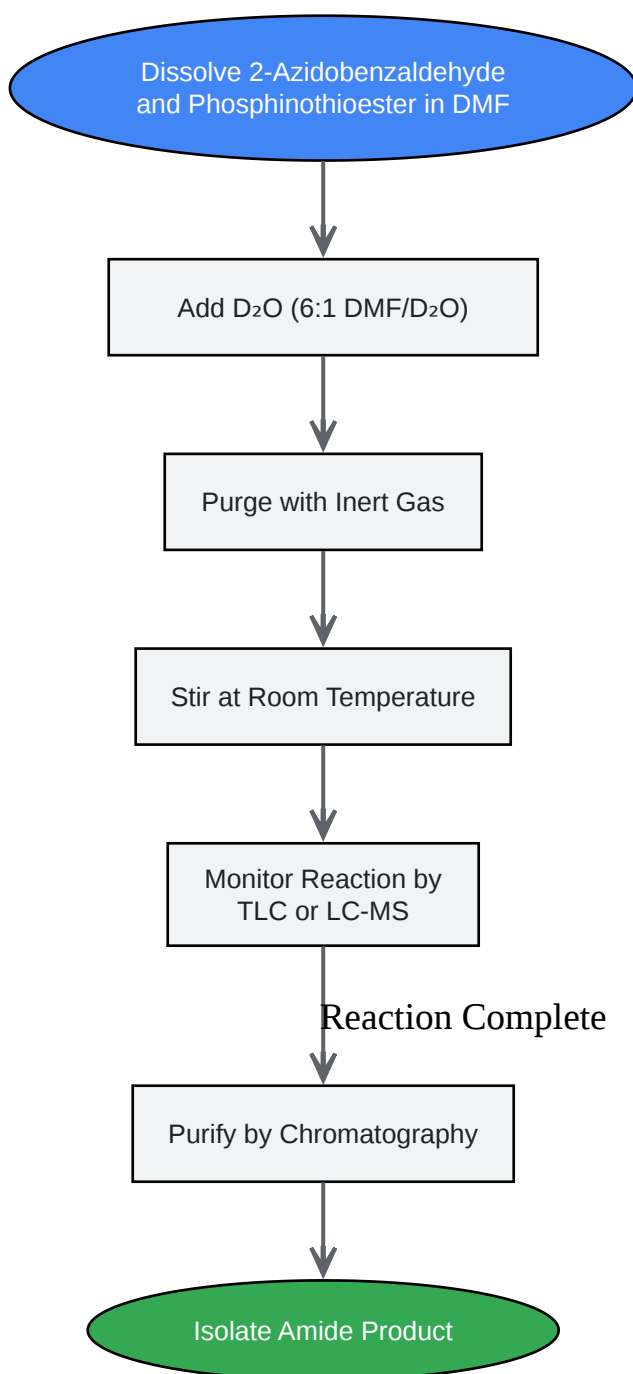 Dissolve 2-Azidobenzaldehyde
and Phosphinothioester in DMF
Add D₂O (6:1 DMF/D₂O)
Purge with Inert Gas
Stir at Room Temperature
Monitor Reaction by
TLC or LC-MS
Reaction Complete
Purify by Chromatography
Isolate Amide Product